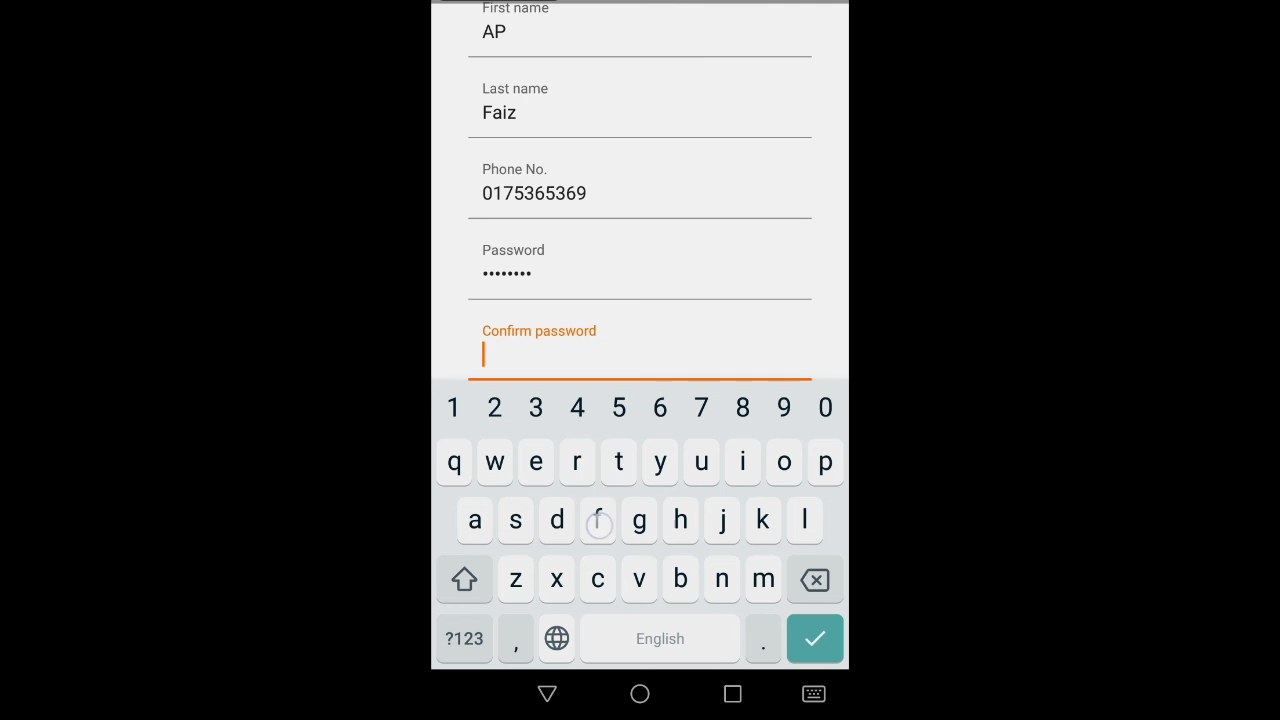 First name
AP
Last name
Faiz
Phone No.
0175365369
Password
••••••••
Confirm password
1 2 3 4 5 6 7 8 9 0
q w e r t y u i o p
a s d f g h j k l
z x c v b n m
?123 , English .